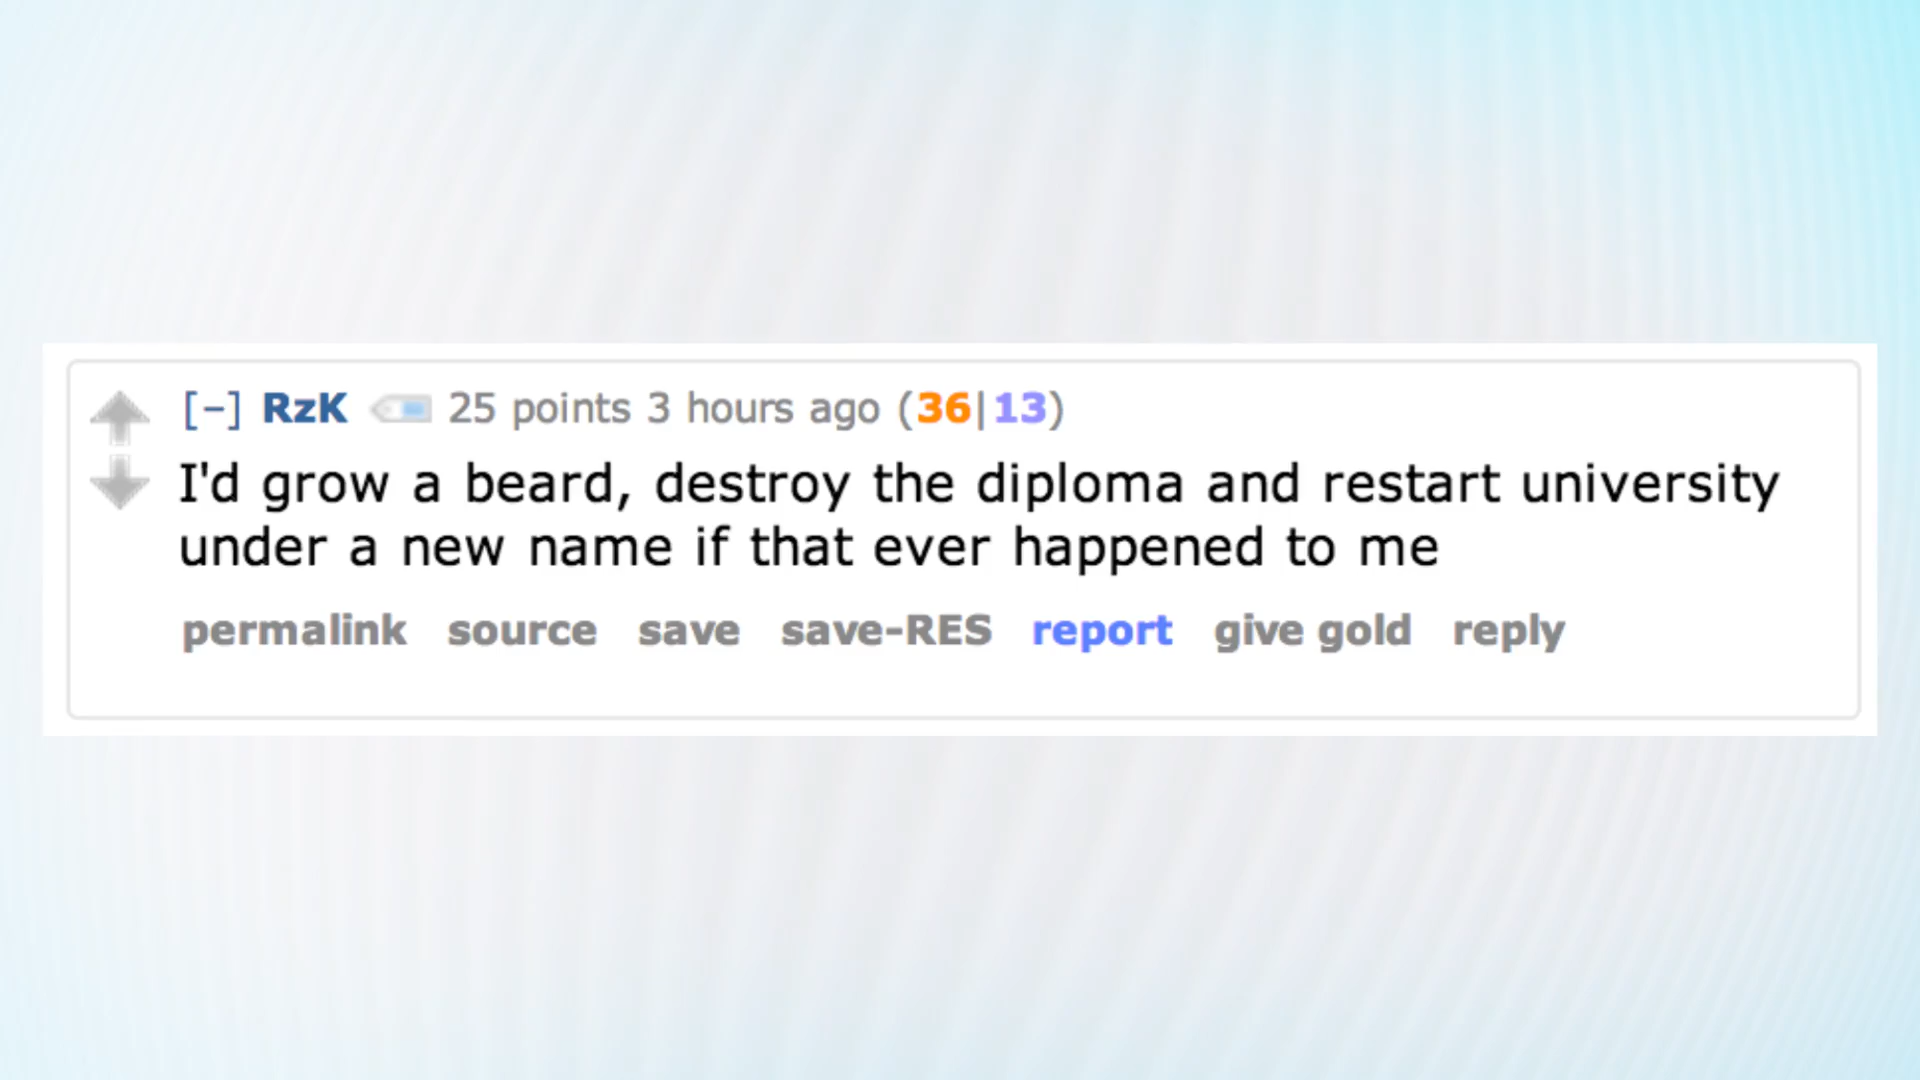 [−] RzK 25 points 3 hours ago (36|13)
I'd grow a beard, destroy the diploma and restart university
under a new name if that ever happened to me
permalink source save save-RES report give gold reply